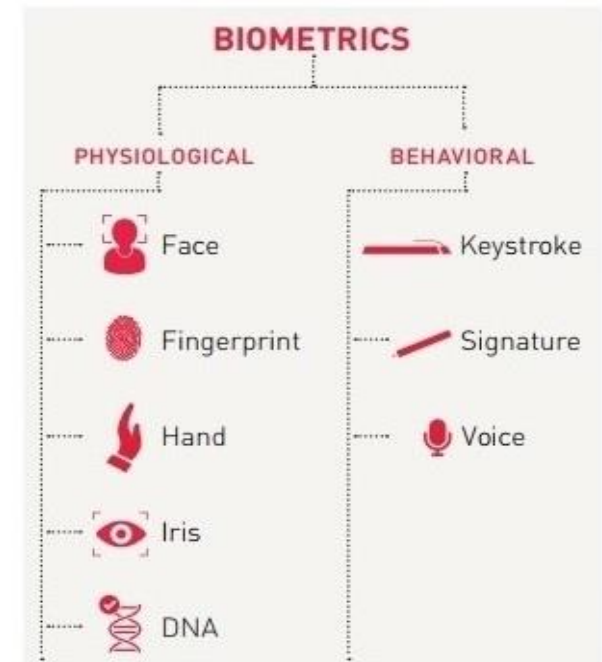 BIOMETRICS
PHYSIOLOGICAL
Face
Fingerprint
Hand
Iris
DNA
BEHAVIORAL
Keystroke
Signature
Voice